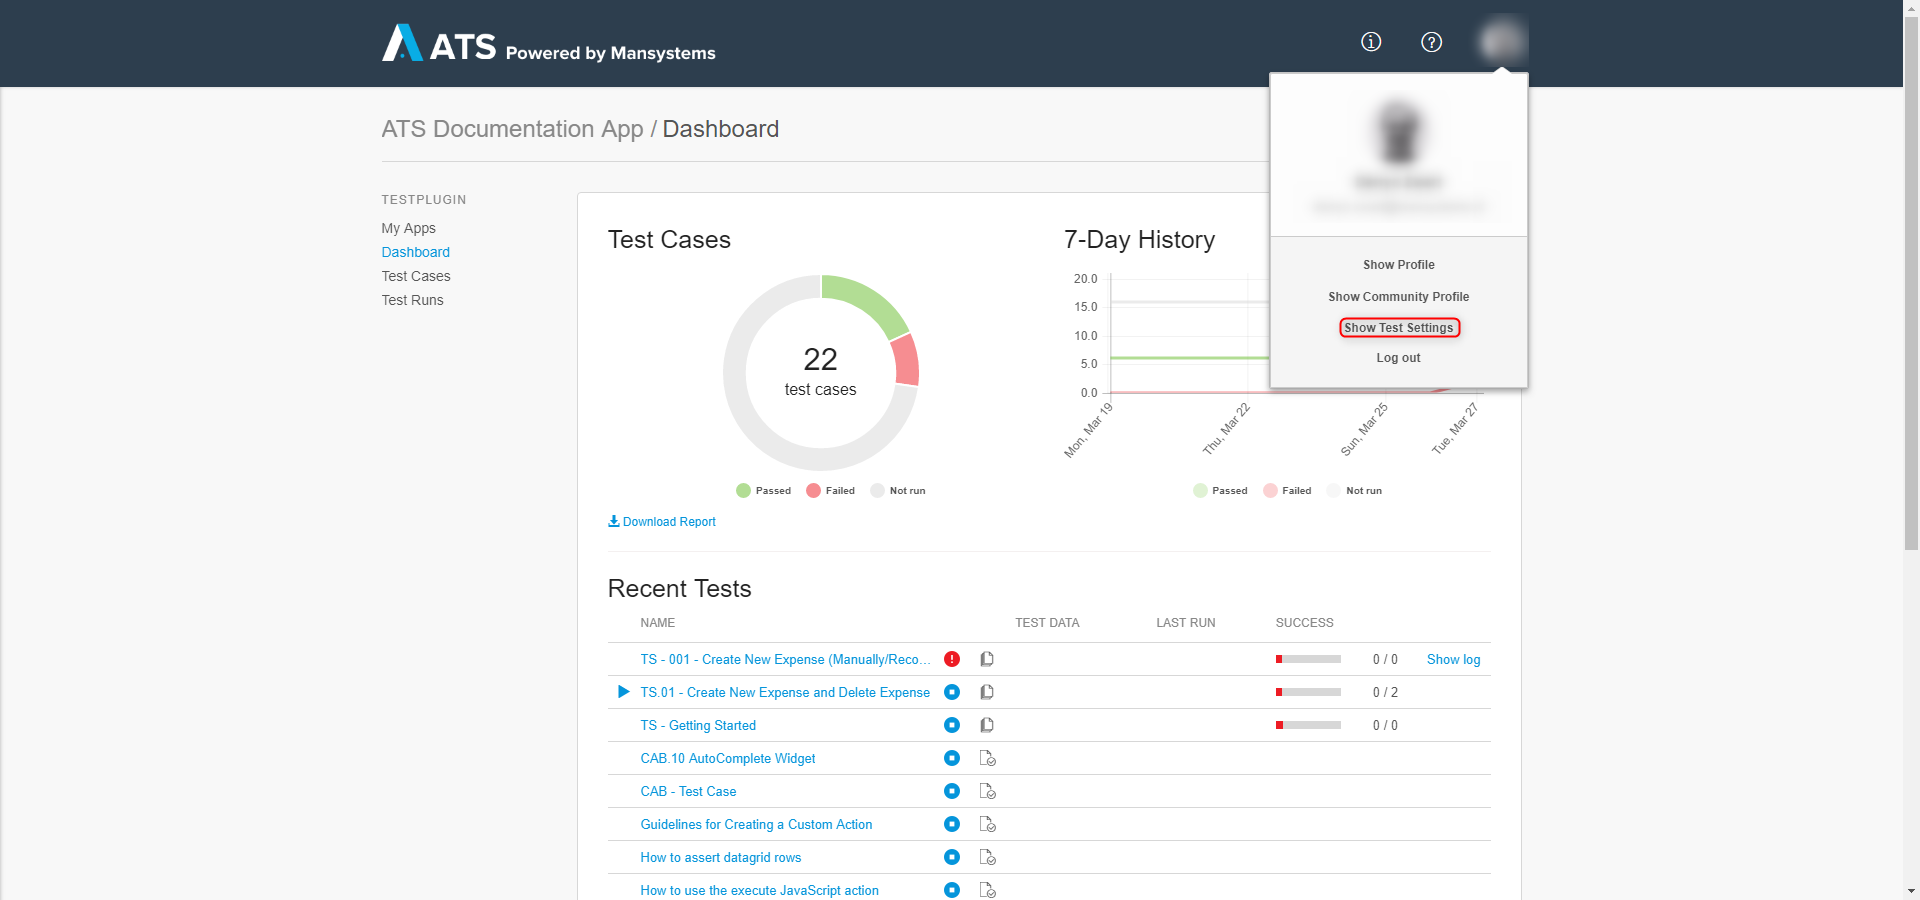 ATS Powered by Mansystems
ATS Documentation App / Dashboard
TESTPLUGIN
My Apps
Dashboard
Test Cases
Test Runs
Show Profile
Show Community Profile
Show Test Settings
Log out
Test Cases
22
test cases
Passed Failed Not run
Download Report
7-Day History
20.0
15.0
10.0
5.0
0.0
Mon, Mar 19
Thu, Mar 22
Sun, Mar 25
Tue, Mar 27
Passed Failed Not run
Recent Tests
NAME TEST DATA LAST RUN SUCCESS
TS - 001 - Create New Expense (Manually/Reco... 0 / 0 Show log
TS.01 - Create New Expense and Delete Expense 0 / 2
TS - Getting Started 0 / 0
CAB.10 AutoComplete Widget
CAB - Test Case
Guidelines for Creating a Custom Action
How to assert datagrid rows
How to use the execute JavaScript action